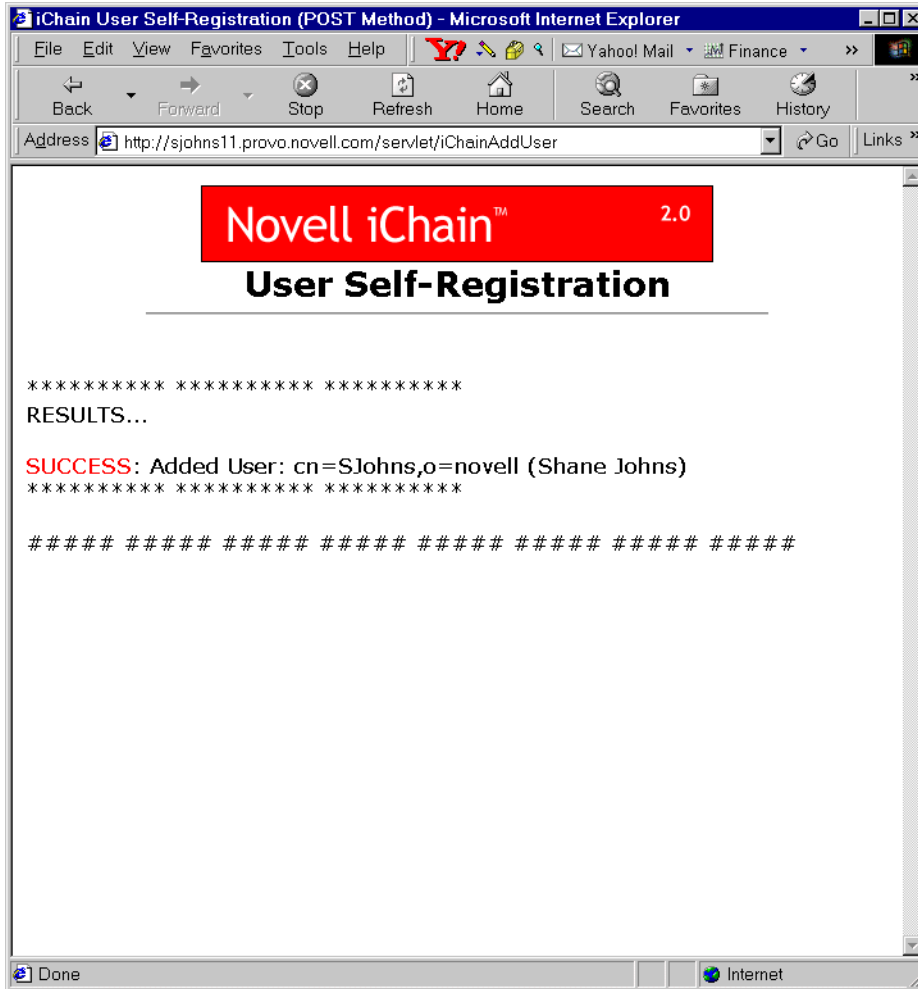 iChain User Self-Registration (POST Method) - Microsoft Internet Explorer
File Edit View Favorites Tools Help Y? Yahoo! Mail Finance »
Back Forward Stop Refresh Home Search Favorites History »
Address http://sjohns11.provo.novell.com/servlet/iChainAddUser Go Links »
Novell iChain™ 2.0
User Self-Registration
********** ********** **********
RESULTS...
SUCCESS: Added User: cn=SJohns,o=novell (Shane Johns)
********** ********** **********
##### ##### ##### ##### ##### ##### ##### #####
Done Internet